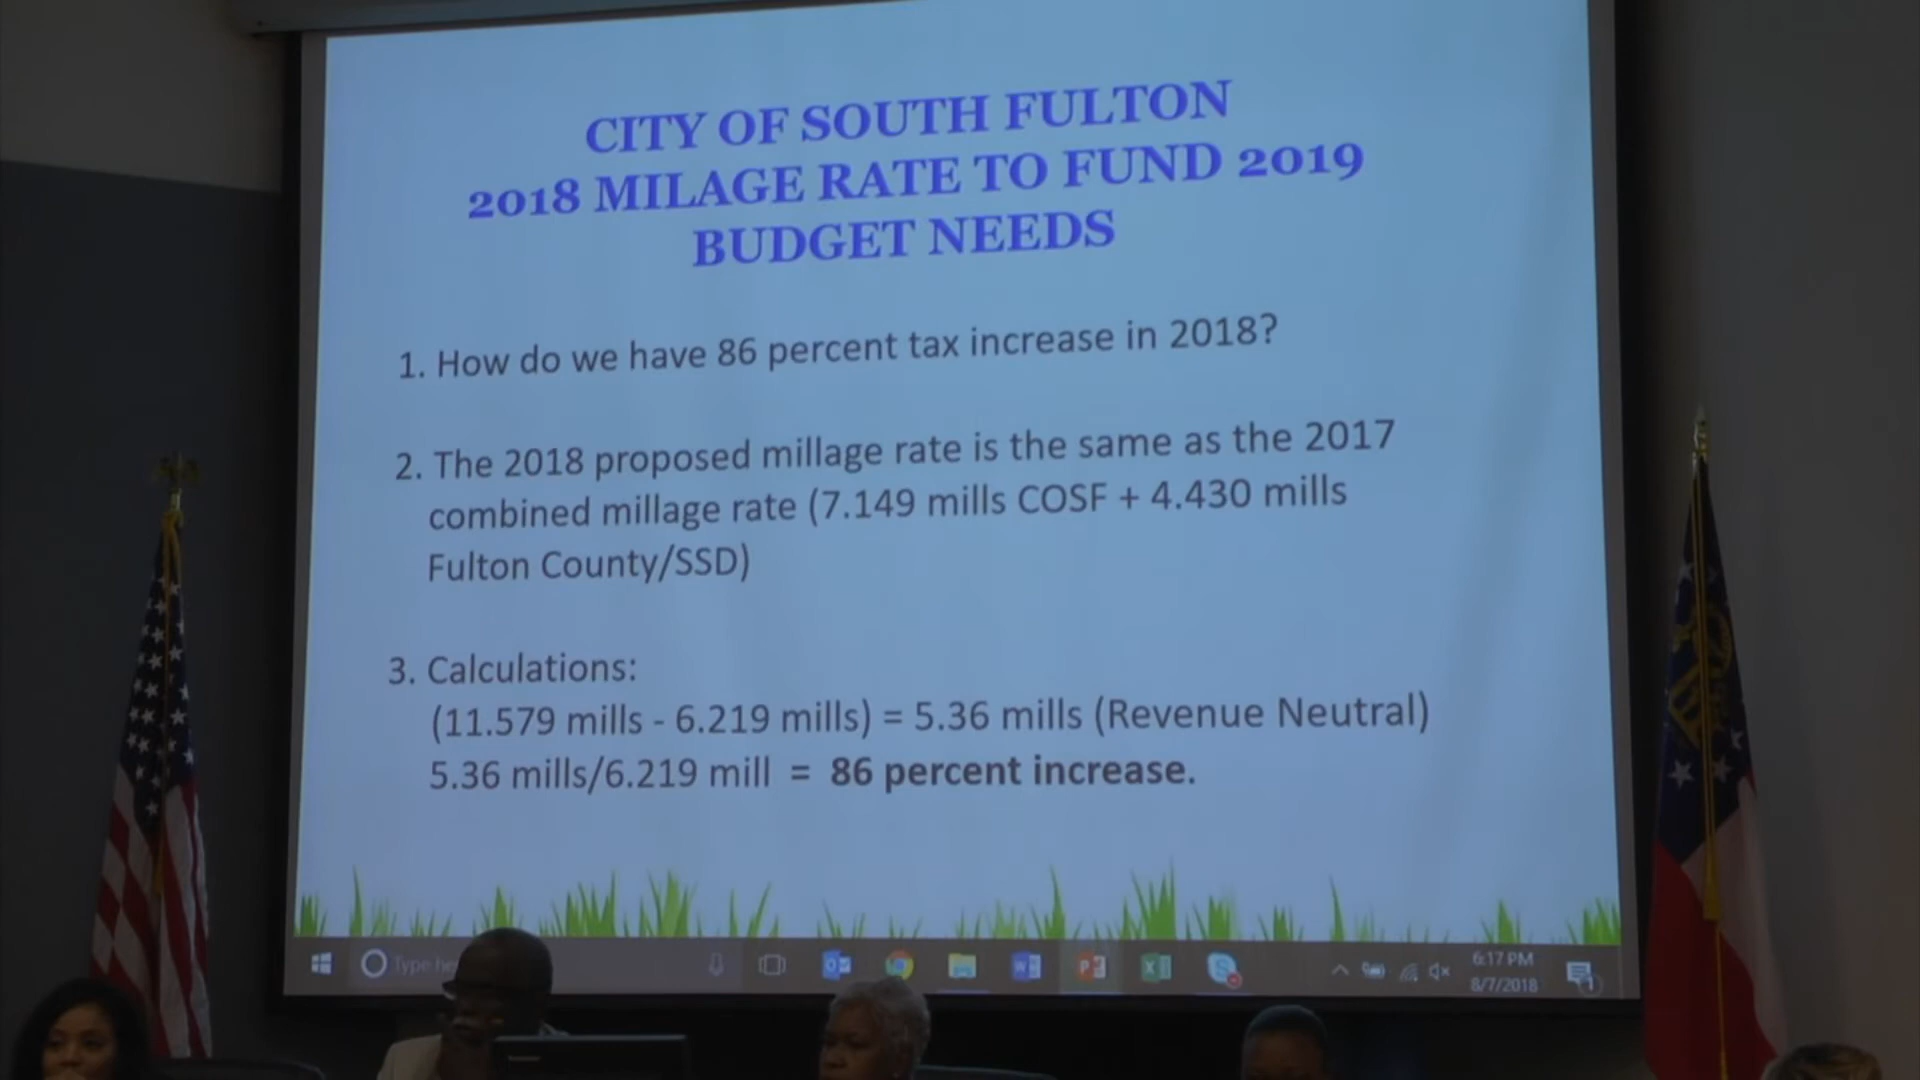 CITY OF SOUTH FULTON
2018 MILAGE RATE TO FUND 2019
BUDGET NEEDS
1. How do we have 86 percent tax increase in 2018?
2. The 2018 proposed millage rate is the same as the 2017
combined millage rate (7.149 mills COSF + 4.430 mills
Fulton County/SSD)
3. Calculations:
(11.579 mills - 6.219 mills) = 5.36 mills (Revenue Neutral)
5.36 mills/6.219 mill = 86 percent increase.
Type he
6:17 PM
8/7/2018